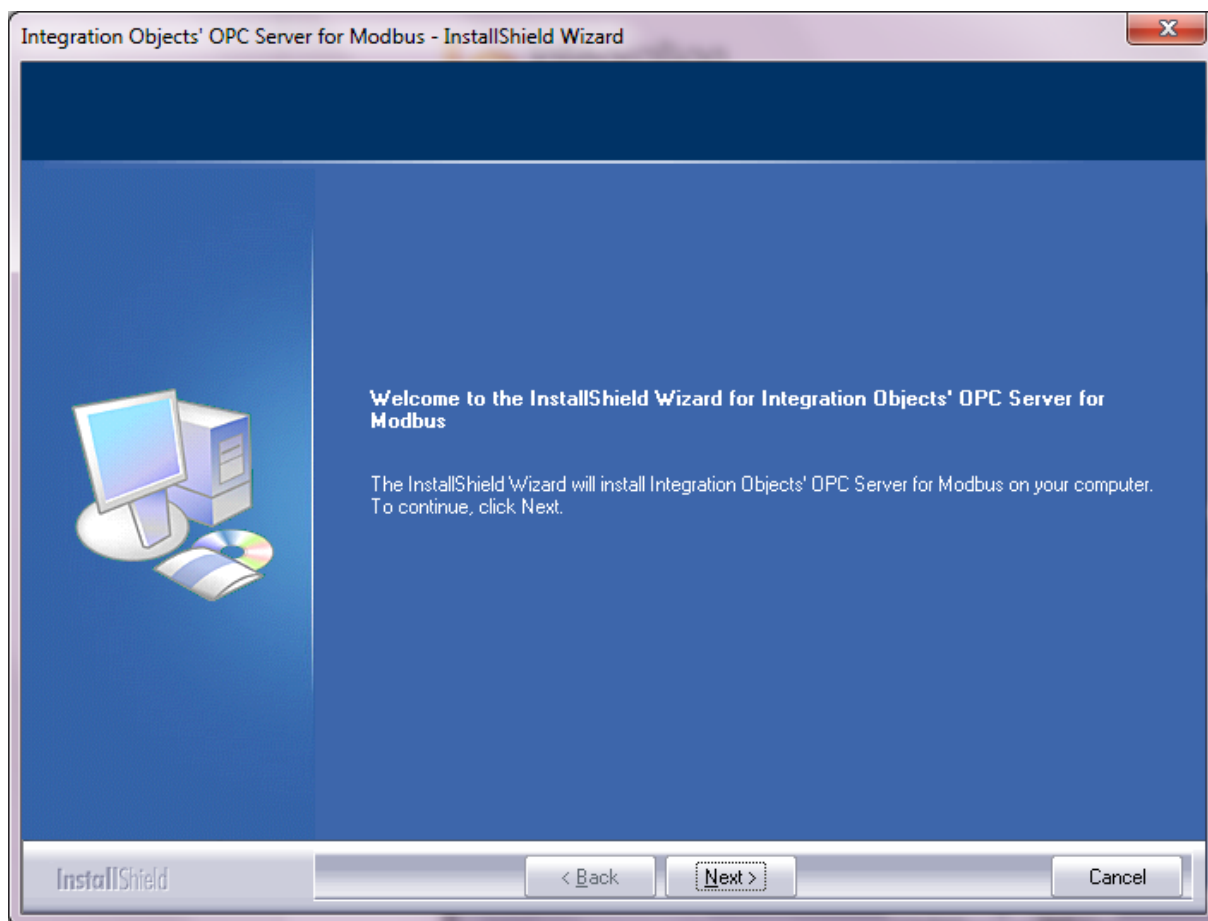 Integration Objects' OPC Server for Modbus - InstallShield Wizard
Welcome to the InstallShield Wizard for Integration Objects' OPC Server for
Modbus
The InstallShield Wizard will install Integration Objects' OPC Server for Modbus on your computer.
To continue, click Next.
InstallShield
< Back
Next >
Cancel